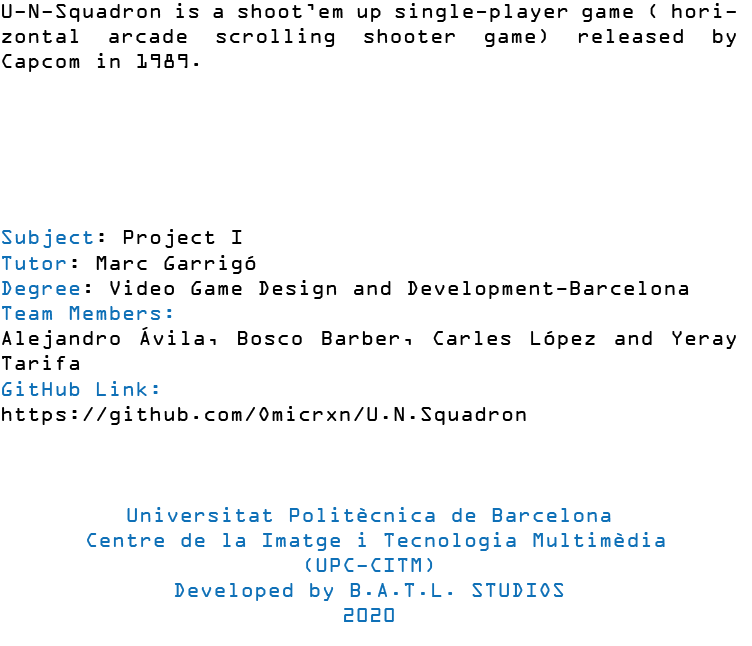 U-N-Squadron is a shoot'em up single-player game ( hori-
zontal arcade scrolling shooter game) released by
Capcom in 1989.
Subject: Project I
Tutor: Marc Garrigó
Degree: Video Game Design and Development-Barcelona
Team Members:
Alejandro Ávila, Bosco Barber, Carles López and Yeray
Tarifa
GitHub Link:
https://github.com/Omicrxn/U.N.Squadron
Universitat Politècnica de Barcelona
Centre de la Imatge i Tecnologia Multimèdia
(UPC-CITM)
Developed by B.A.T.L. STUDIOS
2020